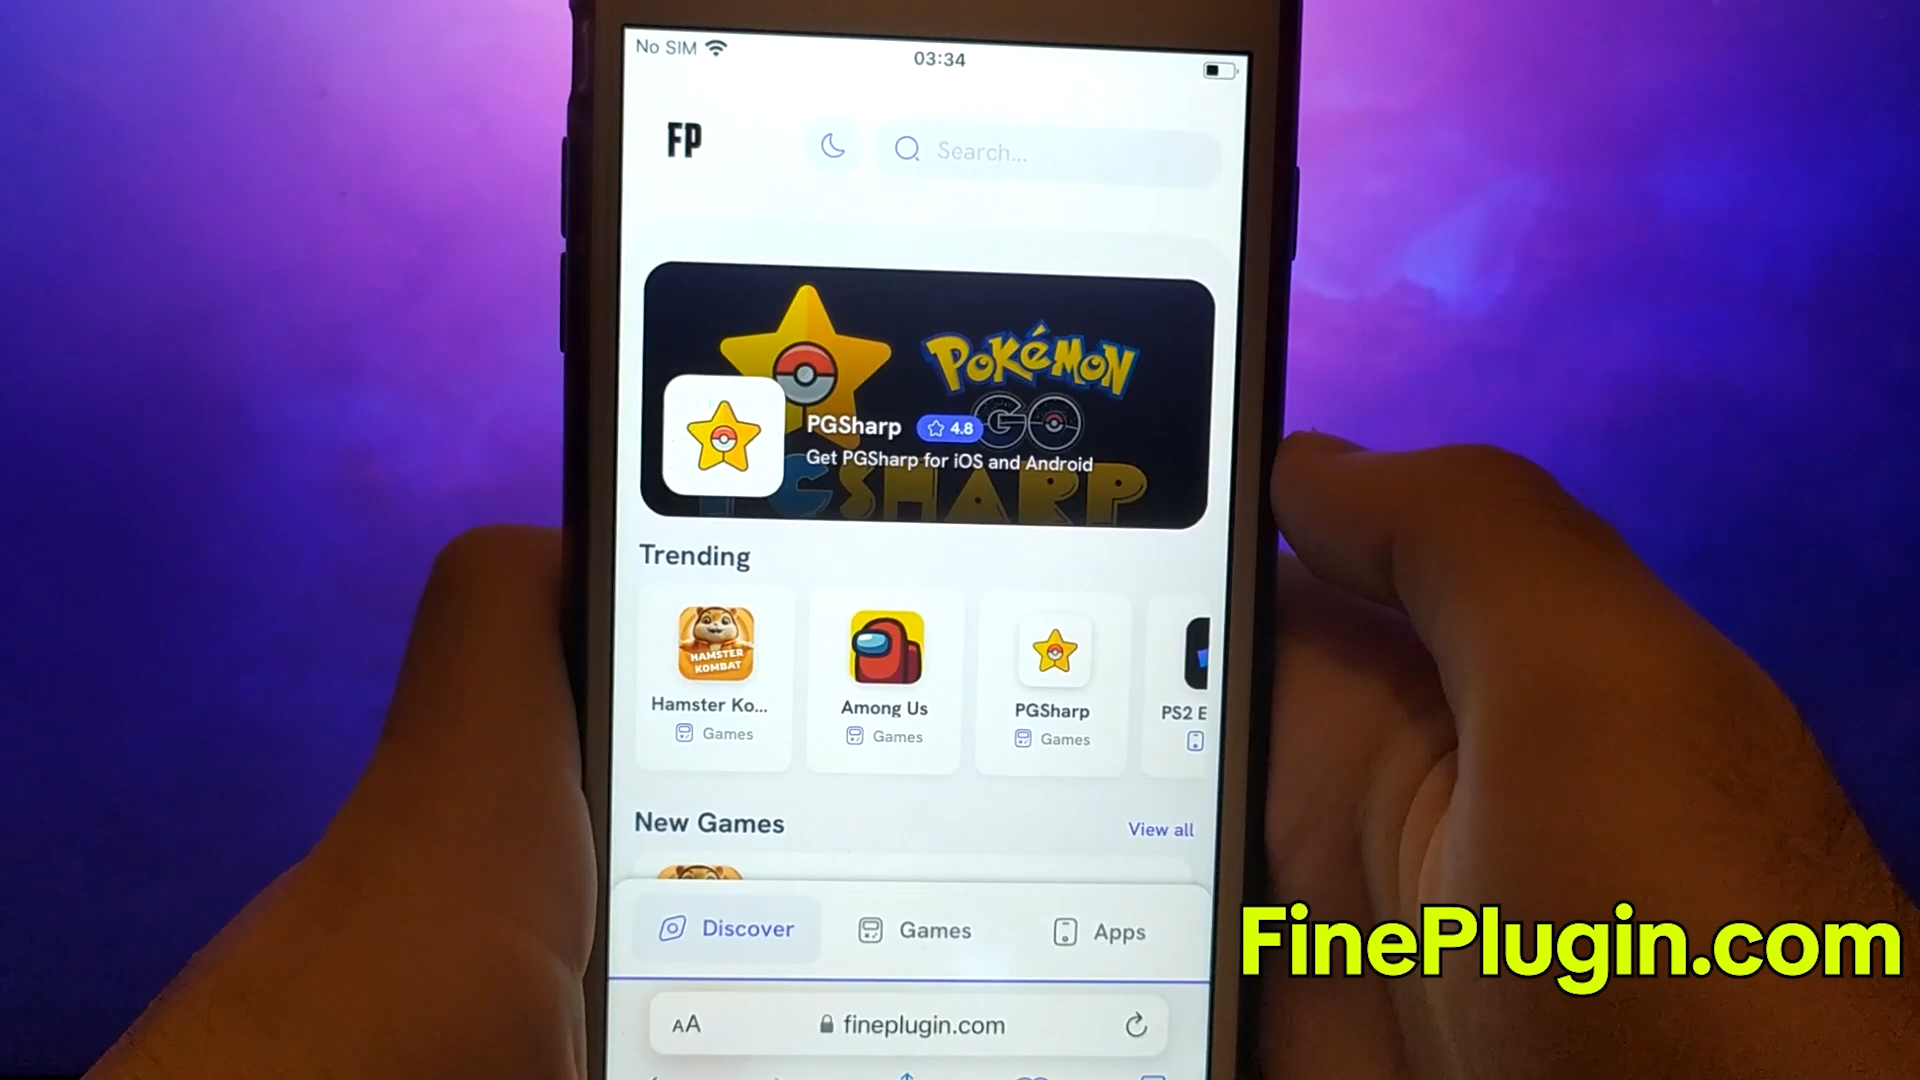 No SIM
03:34
FP
Search...
POKéMON
GO
PGSharp 4.8
Get PGSharp for iOS and Android
PGSHARP
Trending
HAMSTER
KOMBAT
Hamster Ko...
Games
Among Us
Games
PGSharp
Games
PS2 E
New Games
View all
Discover
Games
Apps
FinePlugin.com
AA
fineplugin.com